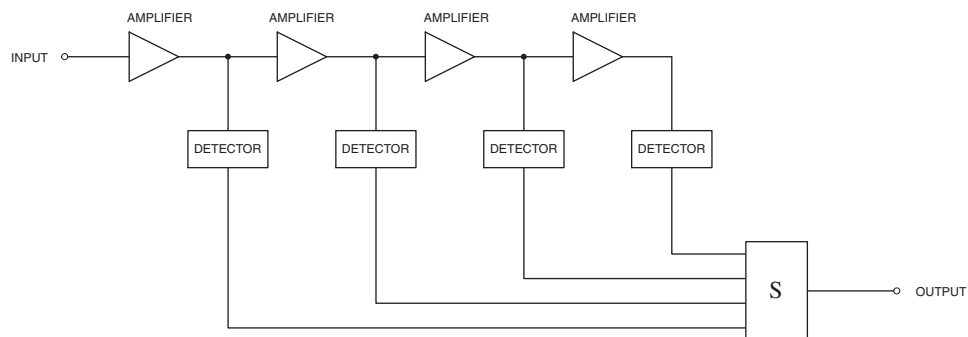 AMPLIFIER
AMPLIFIER
AMPLIFIER
AMPLIFIER
INPUT
DETECTOR
DETECTOR
DETECTOR
DETECTOR
S
OUTPUT